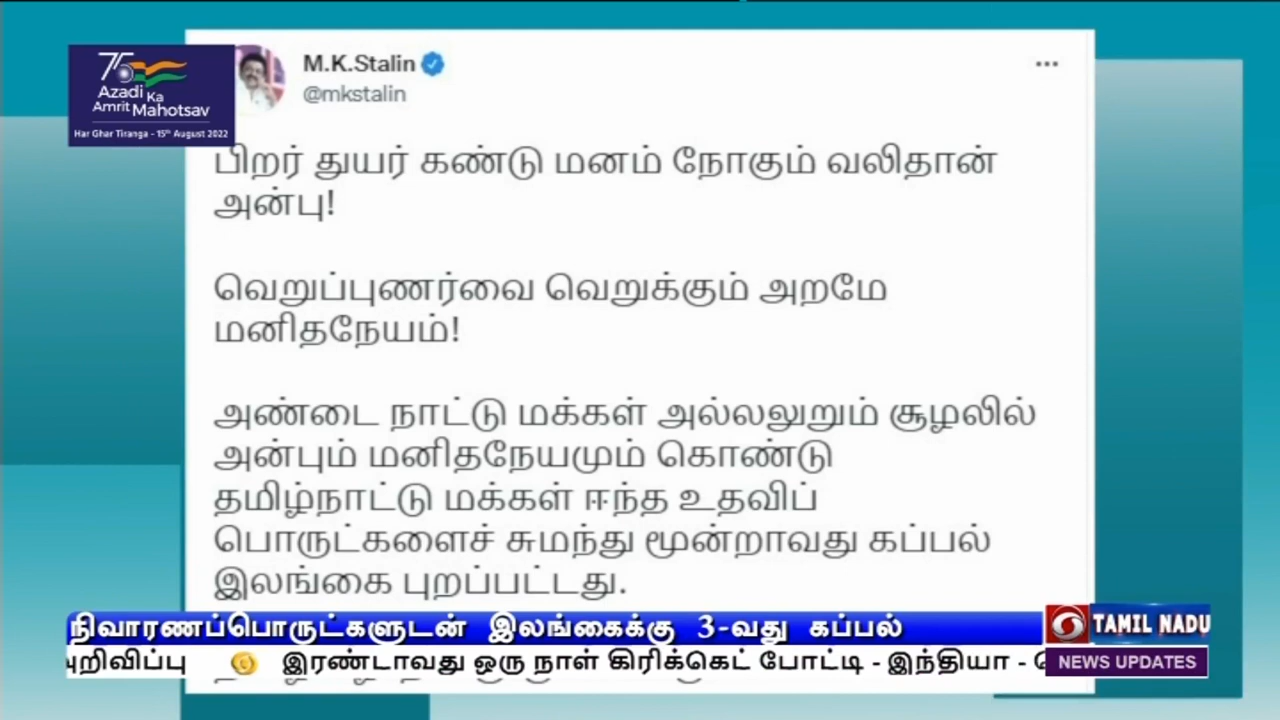 75
Azadi Ka
Amrit Mahotsav
Har Ghar Tiranga - 15th August 2022
M.K.Stalin
@mkstalin
பிறர் துயர் கண்டு மனம் நோகும் வலிதான்
அன்பு!
வெறுப்புணர்வை வெறுக்கும் அறமே
மனிதநேயம்!
அண்டை நாட்டு மக்கள் அல்லலுறும் சூழலில்
அன்பும் மனிதநேயமும் கொண்டு
தமிழ்நாட்டு மக்கள் ஈந்த உதவிப்
பொருட்களைச் சுமந்து மூன்றாவது கப்பல்
இலங்கை புறப்பட்டது.
நிவாரணப்பொருட்களுடன் இலங்கைக்கு 3-வது கப்பல்
TAMIL NADU
இரண்டாவது ஒரு நாள் கிரிக்கெட் போட்டி - இந்தியா -
NEWS UPDATES